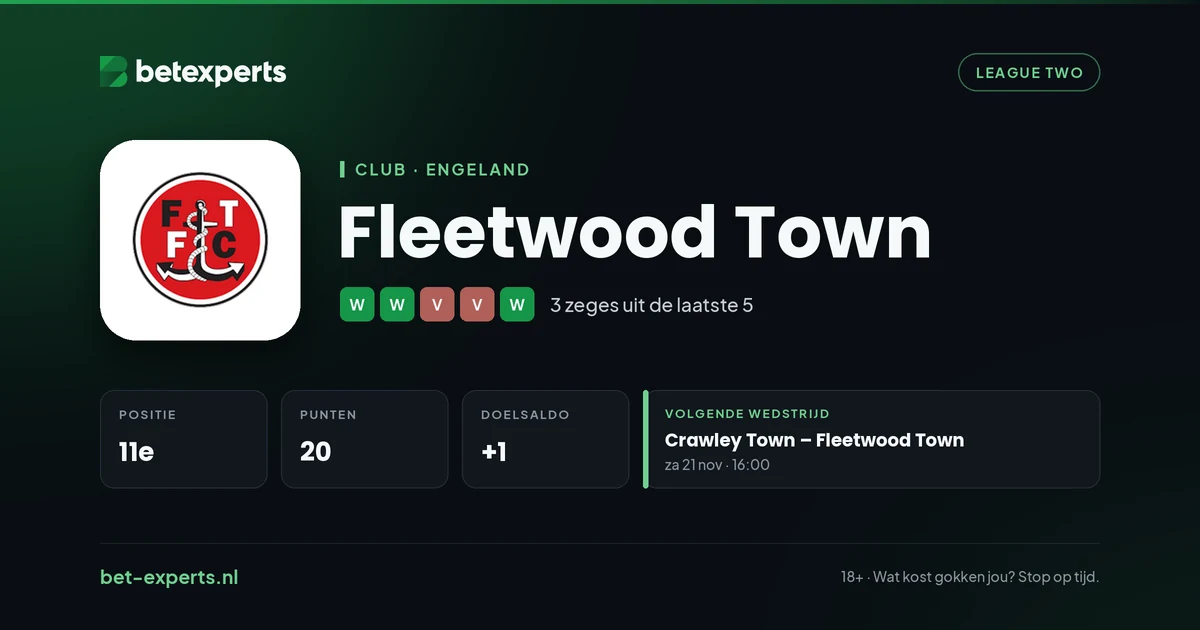 betexperts
LEAGUE TWO
CLUB · ENGELAND
Fleetwood Town
F T
F C
W W V V W 3 zeges uit de laatste 5
POSITIE
11e
PUNTEN
20
DOELSALDO
+1
VOLGENDE WEDSTRIJD
Crawley Town – Fleetwood Town
za 21 nov · 16:00
bet-experts.nl
18+ · Wat kost gokken jou? Stop op tijd.